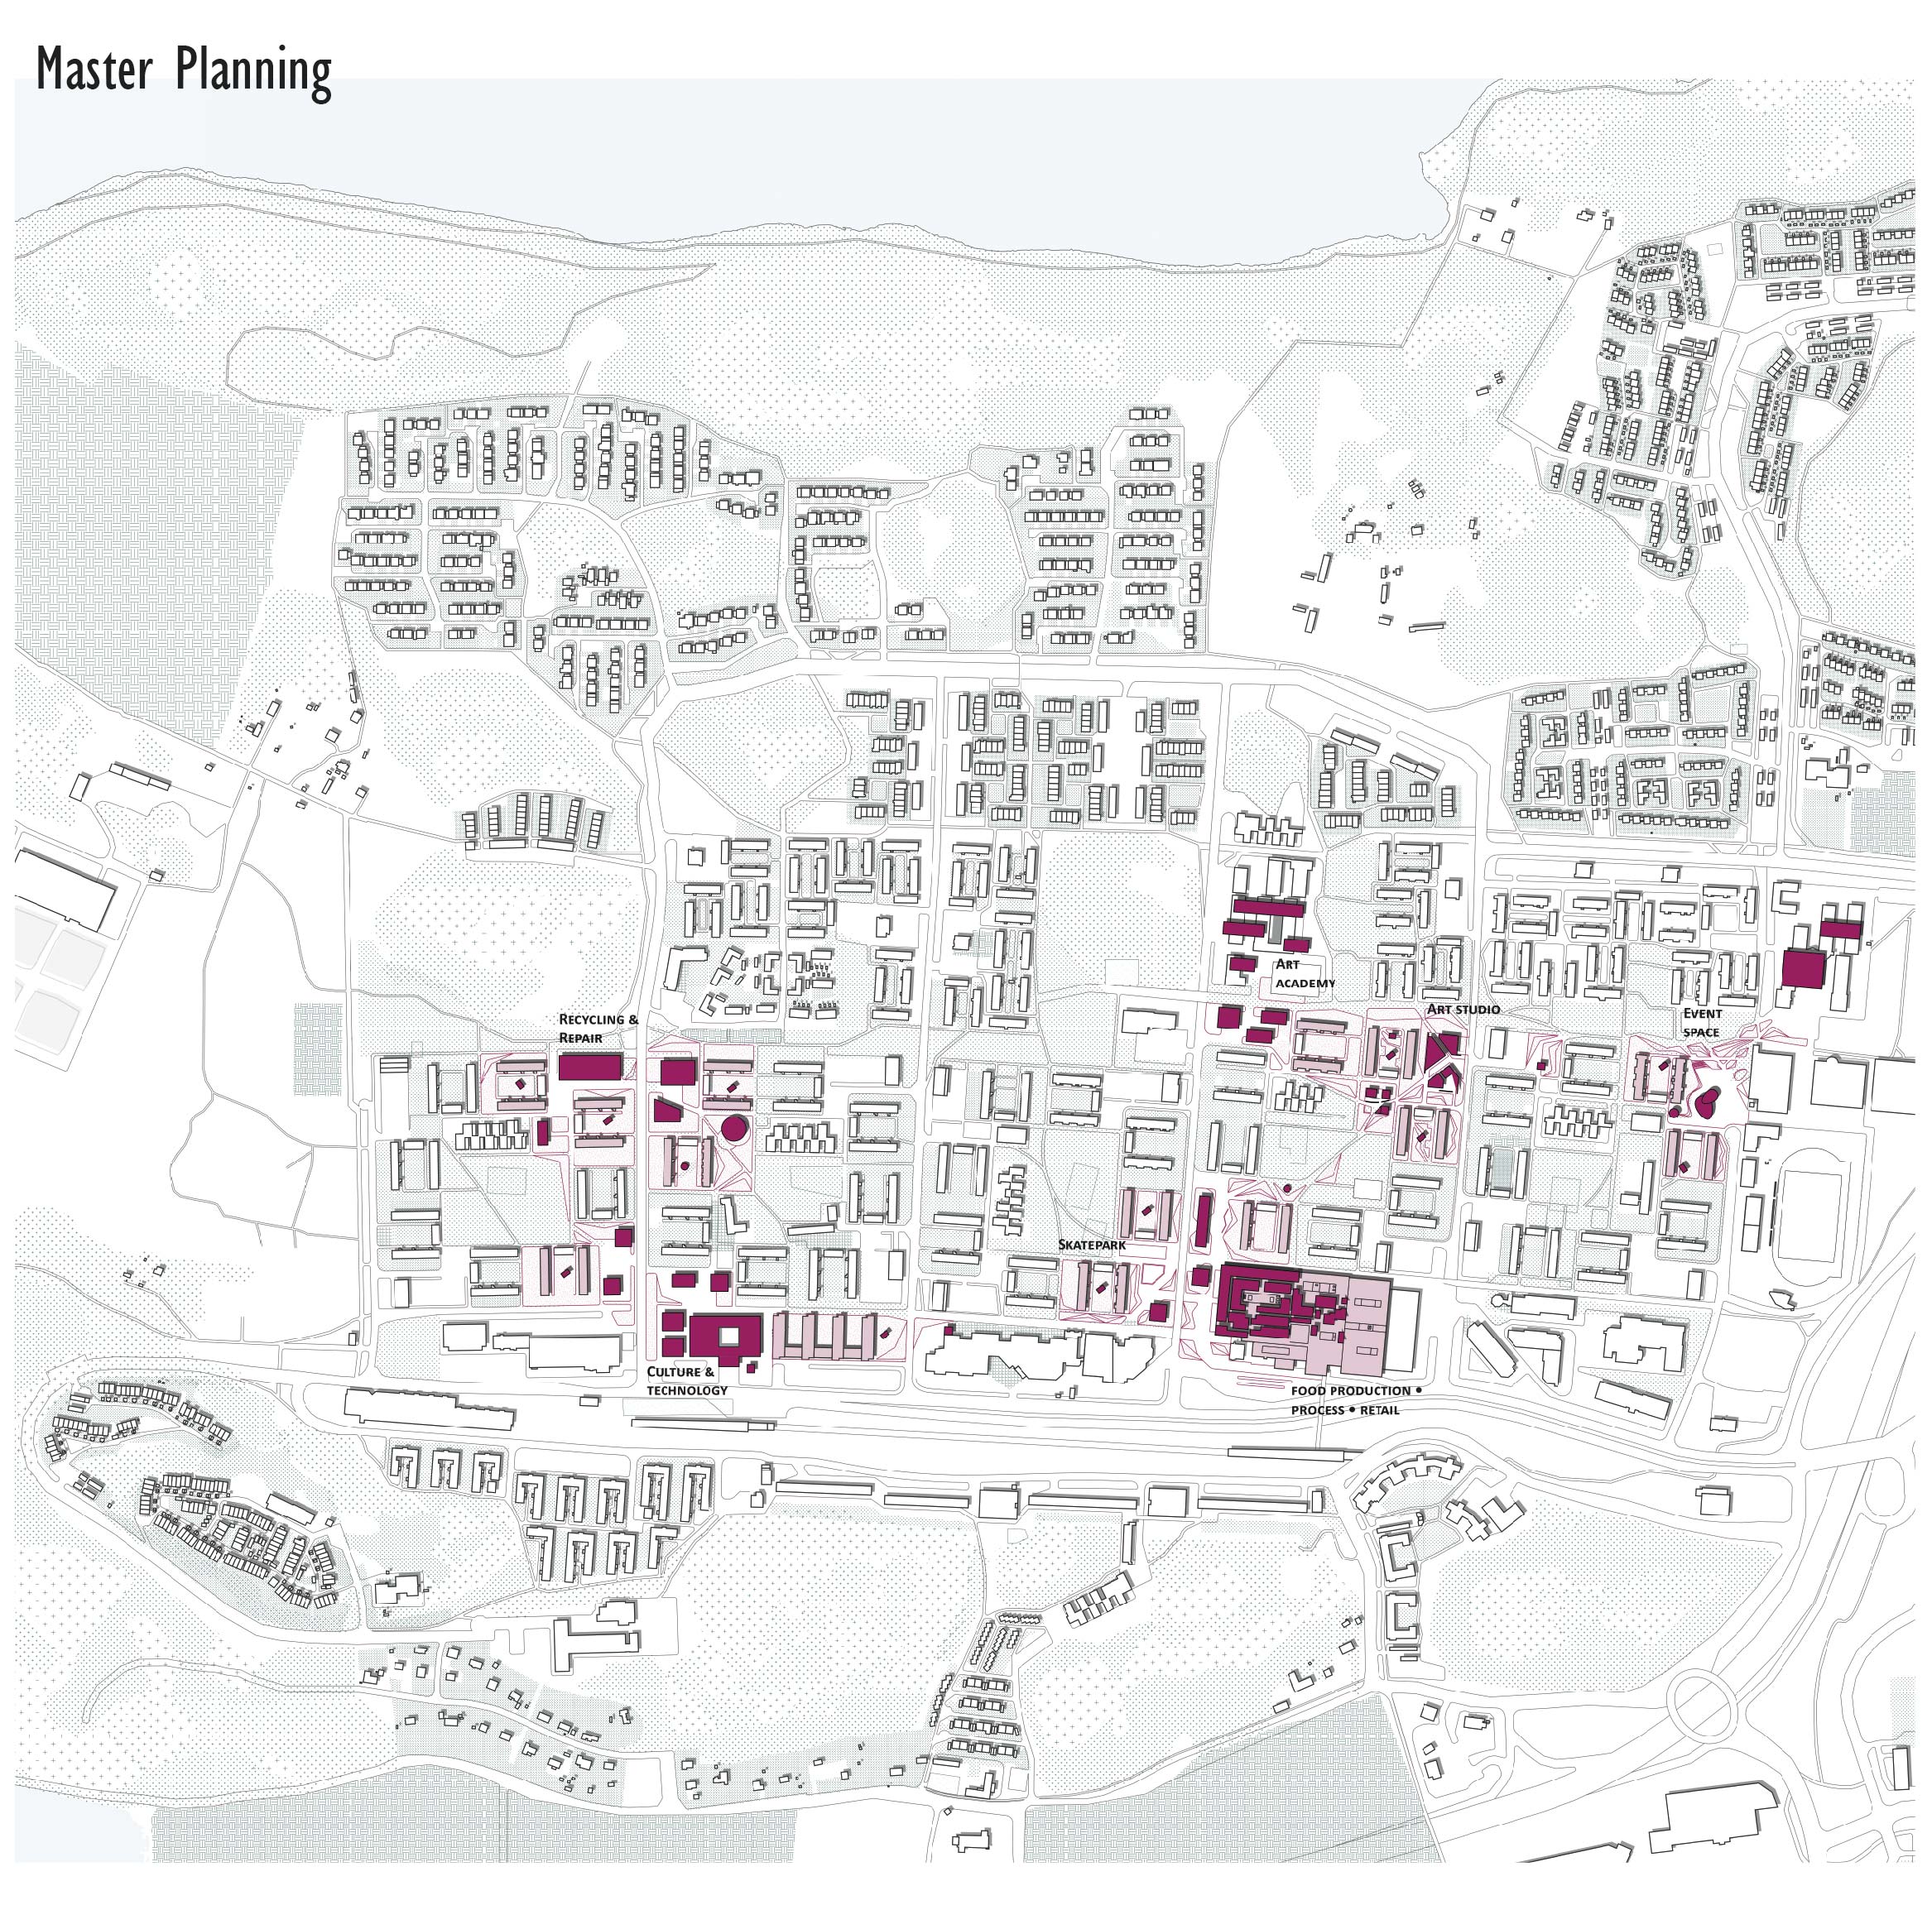 Master Planning
ART
ACADEMY
ART STUDIO
EVENT
SPACE
RECYCLING &
REPAIR
SKATEPARK
CULTURE &
TECHNOLOGY
FOOD PRODUCTION •
PROCESS • RETAIL